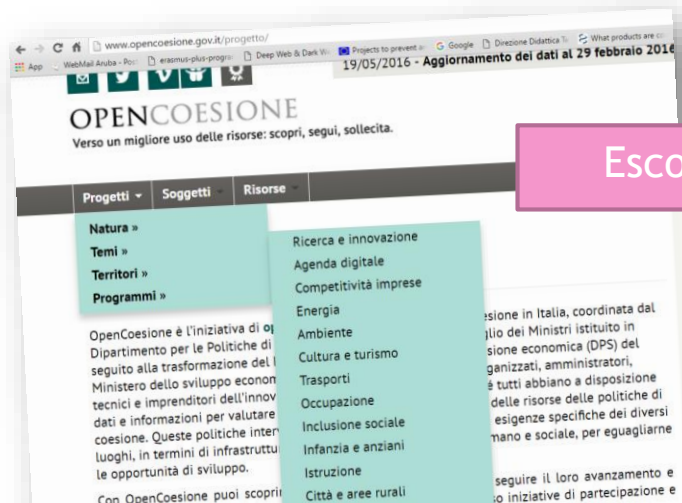 www.opencoesione.gov.it/progetto/
App WebMail Aruba - Post erasmus-plus-progra Deep Web & Dark W Projects to prevent a Google Direzione Didattica What products are
19/05/2016 - Aggiornamento dei dati al 29 febbraio 2016
OPENCOESIONE
Verso un migliore uso delle risorse: scopri, segui, sollecita.
Esco
Progetti Soggetti Risorse
Natura »
Temi »
Territori »
Programmi »
Ricerca e innovazione
Agenda digitale
Competitività imprese
Energia
Ambiente
Cultura e turismo
Trasporti
Occupazione
Inclusione sociale
Infanzia e anziani
Istruzione
Città e aree rurali
OpenCoesione è l'iniziativa di esione in Italia, coordinata dal
Dipartimento per le Politiche di glio dei Ministri istituito in
seguito alla trasformazione del sione economica (DPS) del
Ministero dello sviluppo econom ganizzati, amministratori,
tecnici e imprenditori dell'innov é tutti abbiano a disposizione
dati e informazioni per valutare delle risorse delle politiche di
coesione. Queste politiche inter esigenze specifiche dei diversi
luoghi, in termini di infrastruttu mano e sociale, per eguagliarne
le opportunità di sviluppo.
Con OpenCoesione puoi scopri seguire il loro avanzamento e
so iniziative di partecipazione e